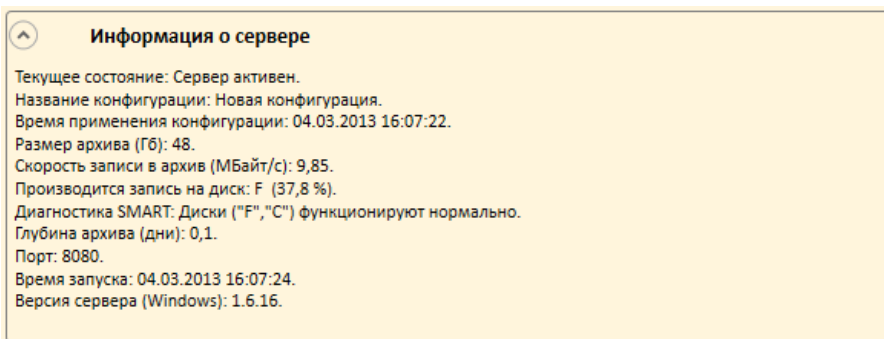 Информация о сервере
Текущее состояние: Сервер активен.
Название конфигурации: Новая конфигурация.
Время применения конфигурации: 04.03.2013 16:07:22.
Размер архива (Гб): 48.
Скорость записи в архив (МБайт/с): 9,85.
Производится запись на диск: F  (37,8 %).
Диагностика SMART: Диски ("F","C") функционируют нормально.
Глубина архива (дни): 0,1.
Порт: 8080.
Время запуска: 04.03.2013 16:07:24.
Версия сервера (Windows): 1.6.16.